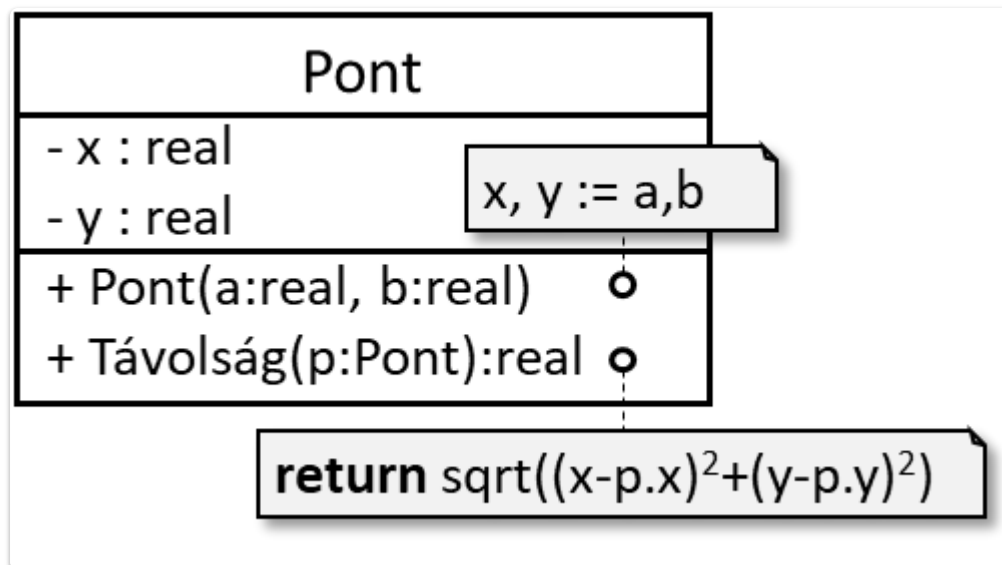 Pont
- x : real
- y : real
x, y := a,b
+ Pont(a:real, b:real)
+ Távolság(p:Pont):real
return sqrt((x-p.x)²+(y-p.y)²)